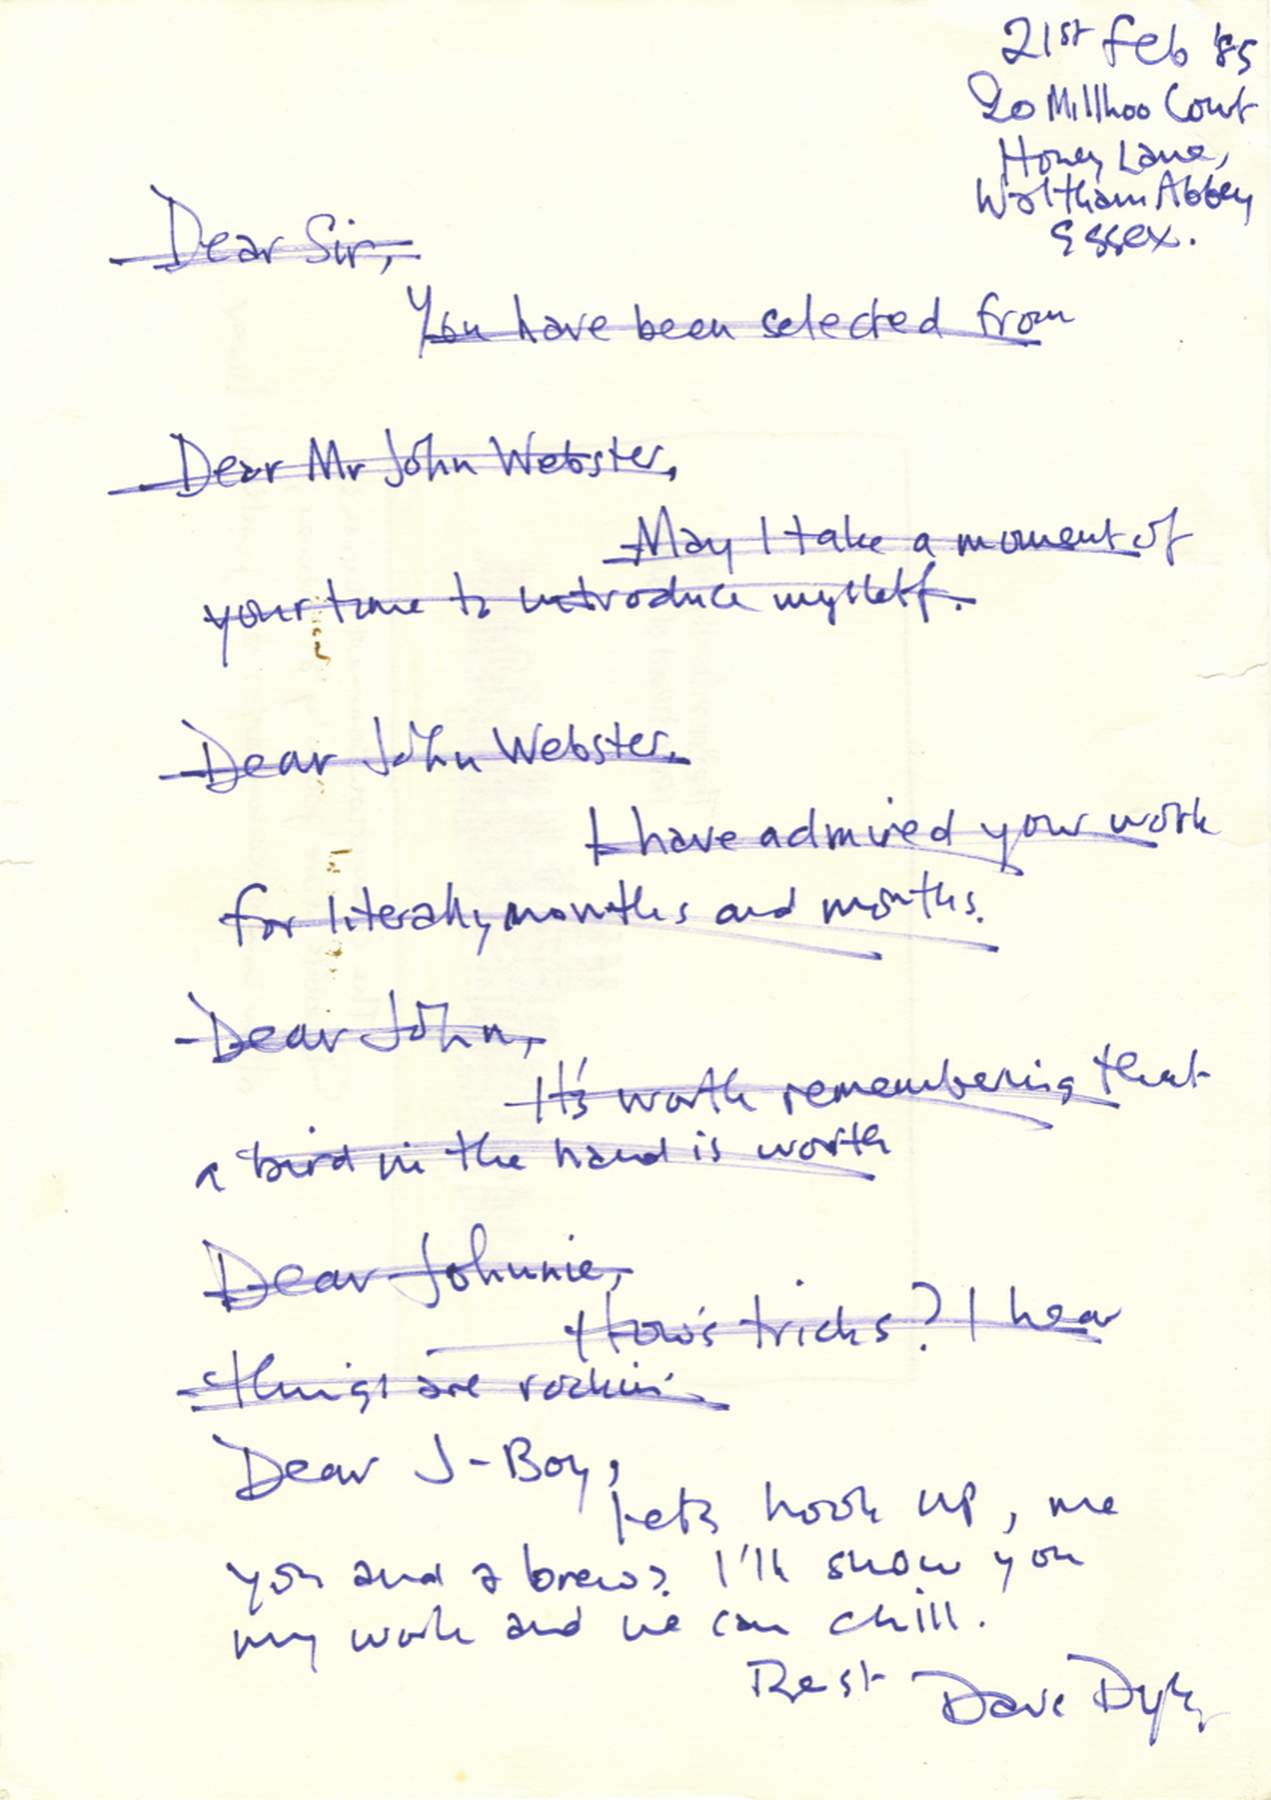 21st Feb '85
20 Millhoo Court
Honey Lane,
Waltham Abbey
Essex.
Dear Sir,
You have been selected from
Dear Mr John Webster,
May I take a moment of
your time to introduce myself.
Dear John Webster.
I have admired your work
for literally months and months.
Dear John,
It's worth remembering that
a bird in the hand is worth
Dear Johnnie,
How's tricks? I hear
things are rockin'.
Dear J-Boy,
Lets hook up, me
you and a brew? I'll show you
my work and we can chill.
Best Dave Dye